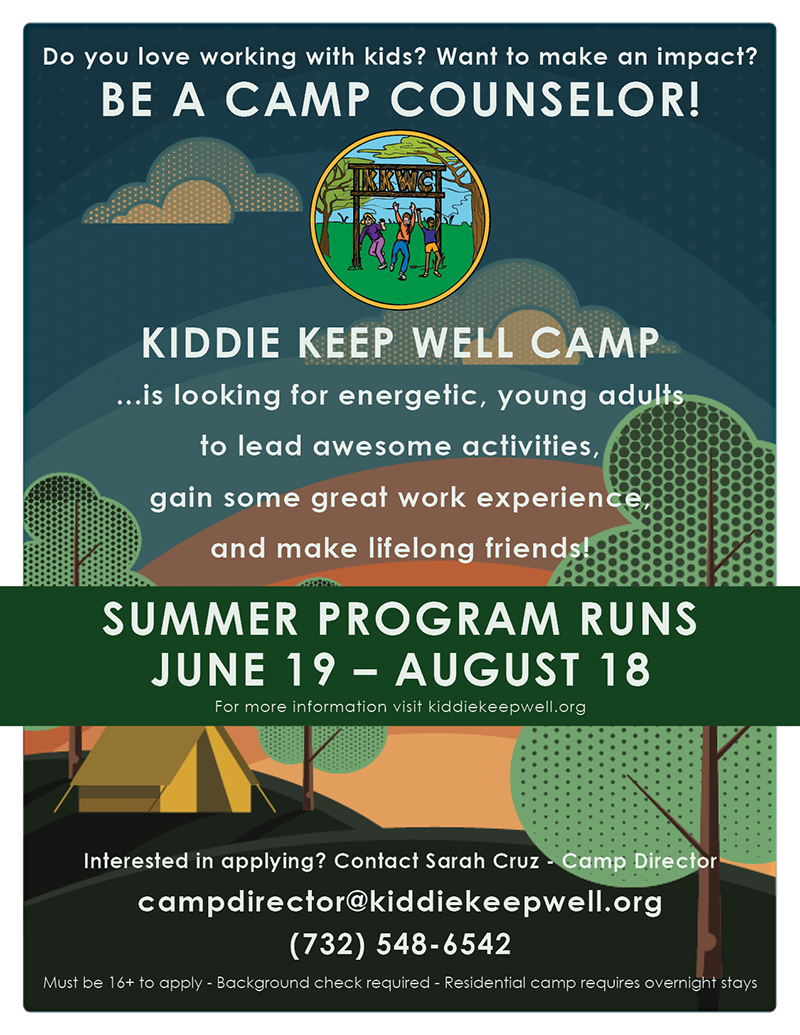 Do you love working with kids? Want to make an impact?
BE A CAMP COUNSELOR!
KKWC
KIDDIE KEEP WELL CAMP
...is looking for energetic, young adults
to lead awesome activities,
gain some great work experience,
and make lifelong friends!
SUMMER PROGRAM RUNS
JUNE 19 – AUGUST 18
For more information visit kiddiekeepwell.org
Interested in applying? Contact Sarah Cruz - Camp Director
campdirector@kiddiekeepwell.org
(732) 548-6542
Must be 16+ to apply - Background check required - Residential camp requires overnight stays